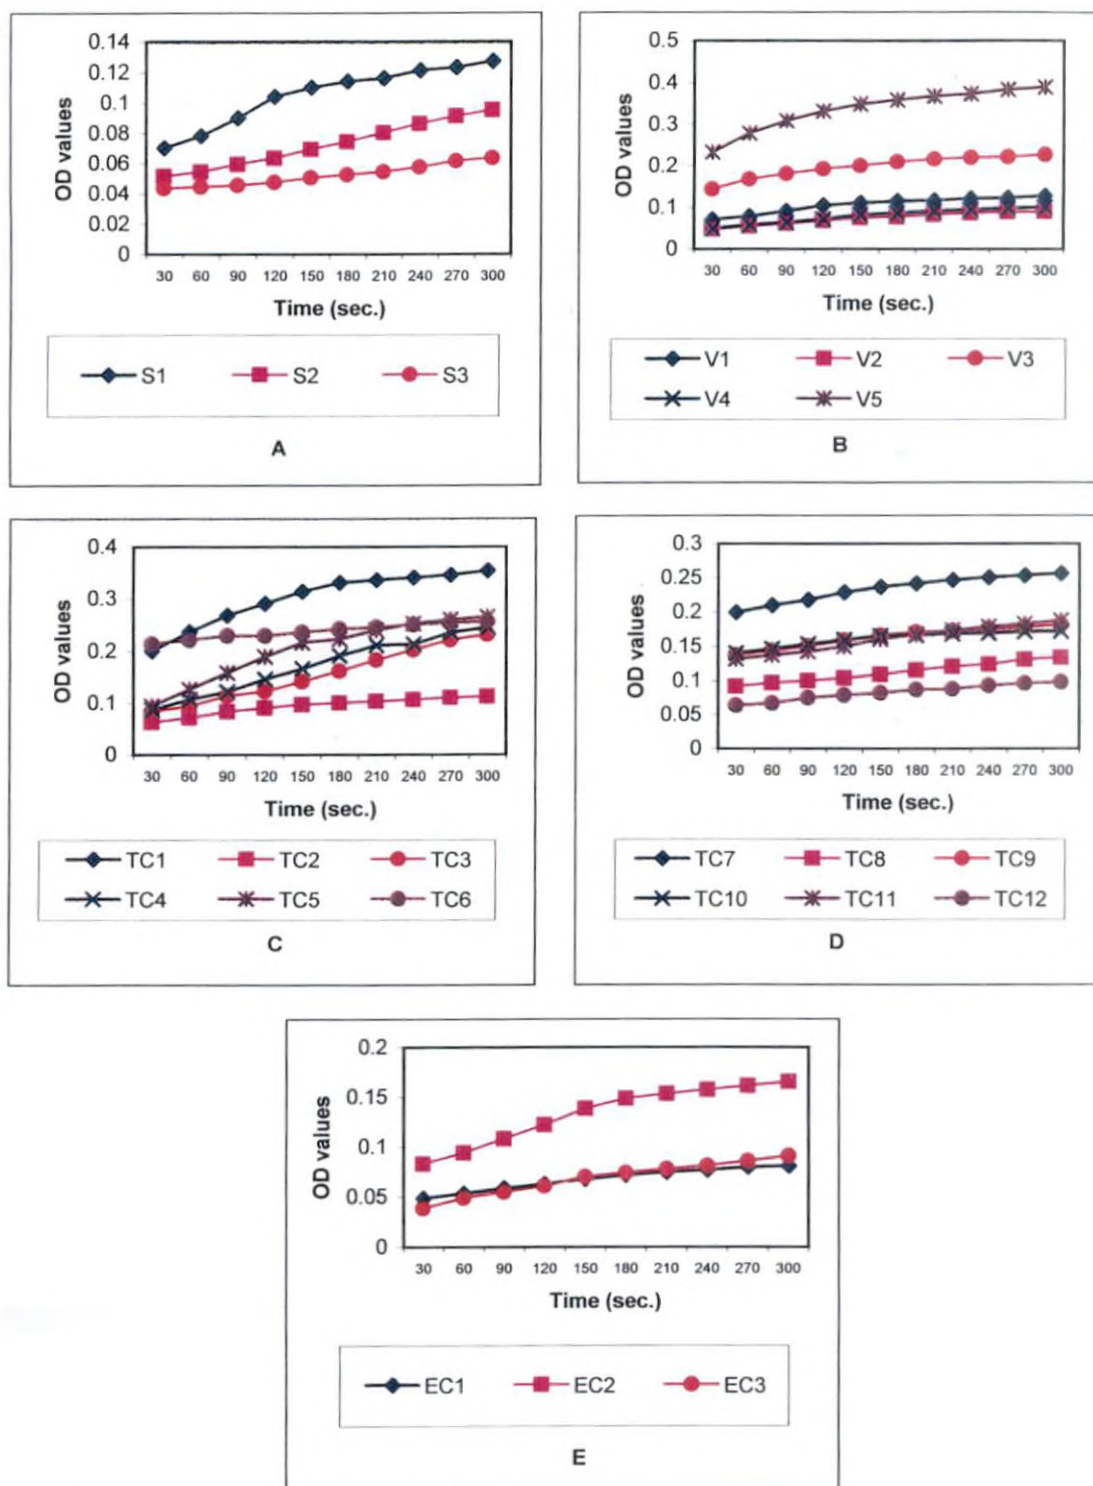 0.14
0.12
0.1
0.08
0.06
0.04
0.02
0
OD values
30 60 90 120 150 180 210 240 270 300
Time (sec.)
S1 S2 S3
A
0.5
0.4
0.3
0.2
0.1
0
OD values
30 60 90 120 150 180 210 240 270 300
Time (sec.)
V1 V2 V3
V4 V5
B
0.4
0.3
0.2
0.1
0
OD values
30 60 90 120 150 180 210 240 270 300
Time (sec.)
TC1 TC2 TC3
TC4 TC5 TC6
C
0.3
0.25
0.2
0.15
0.1
0.05
0
OD values
30 60 90 120 150 180 210 240 270 300
Time (sec.)
TC7 TC8 TC9
TC10 TC11 TC12
D
0.2
0.15
0.1
0.05
0
OD values
30 60 90 120 150 180 210 240 270 300
Time (sec.)
EC1 EC2 EC3
E